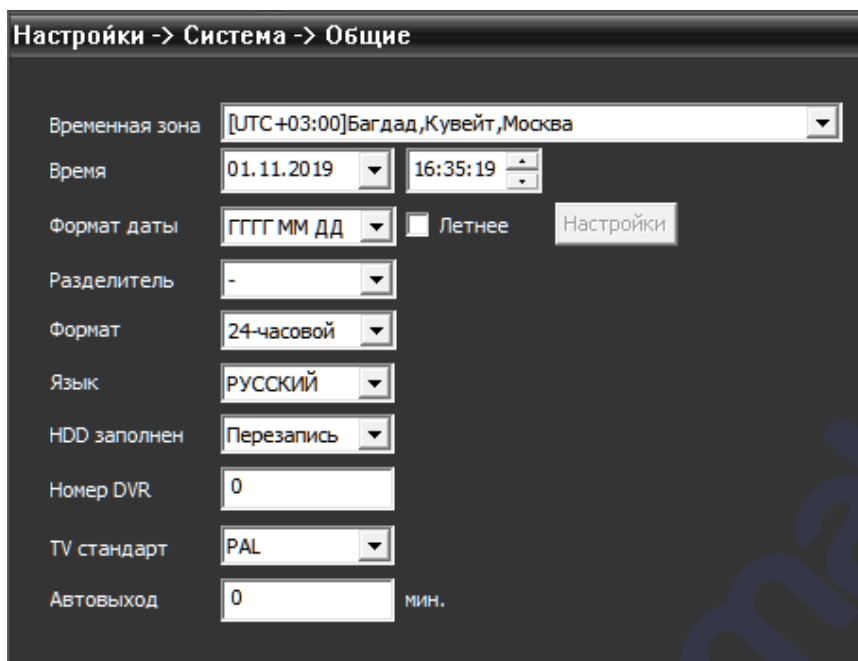 Настройки -> Система -> Общие
Временная зона [UTC+03:00]Багдад,Кувейт,Москва
Время 01.11.2019 16:35:19
Формат даты ГГГГ ММ ДД Летнее Настройки
Разделитель -
Формат 24-часовой
Язык РУССКИЙ
HDD заполнен Перезапись
Номер DVR 0
TV стандарт PAL
Автовыход 0 мин.